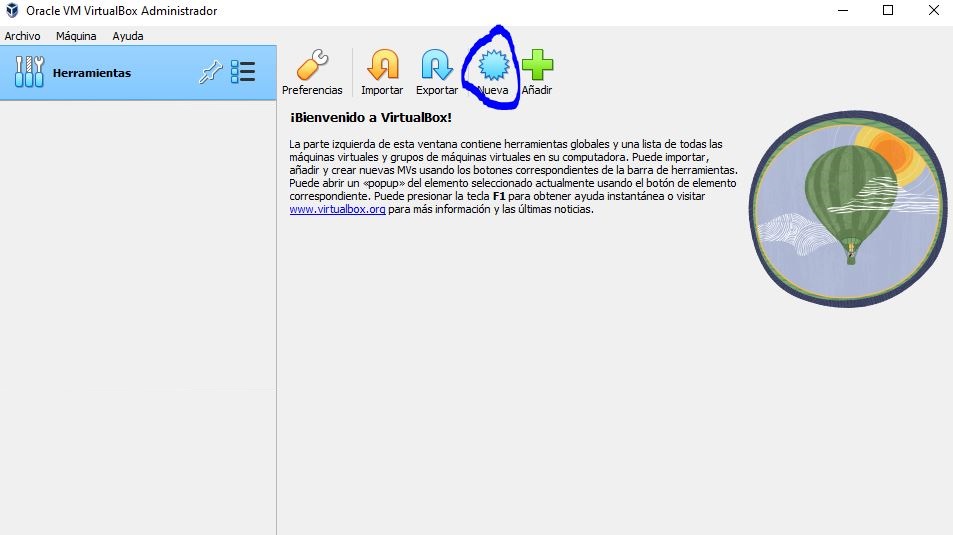 Oracle VM VirtualBox Administrador
Archivo Máquina Ayuda
Herramientas
Preferencias Importar Exportar Nueva Añadir
¡Bienvenido a VirtualBox!
La parte izquierda de esta ventana contiene herramientas globales y una lista de todas las
máquinas virtuales y grupos de máquinas virtuales en su computadora. Puede importar,
añadir y crear nuevas MVs usando los botones correspondientes de la barra de herramientas.
Puede abrir un «popup» del elemento seleccionado actualmente usando el botón de elemento
correspondiente. Puede presionar la tecla F1 para obtener ayuda instantánea o visitar
www.virtualbox.org para más información y las últimas noticias.